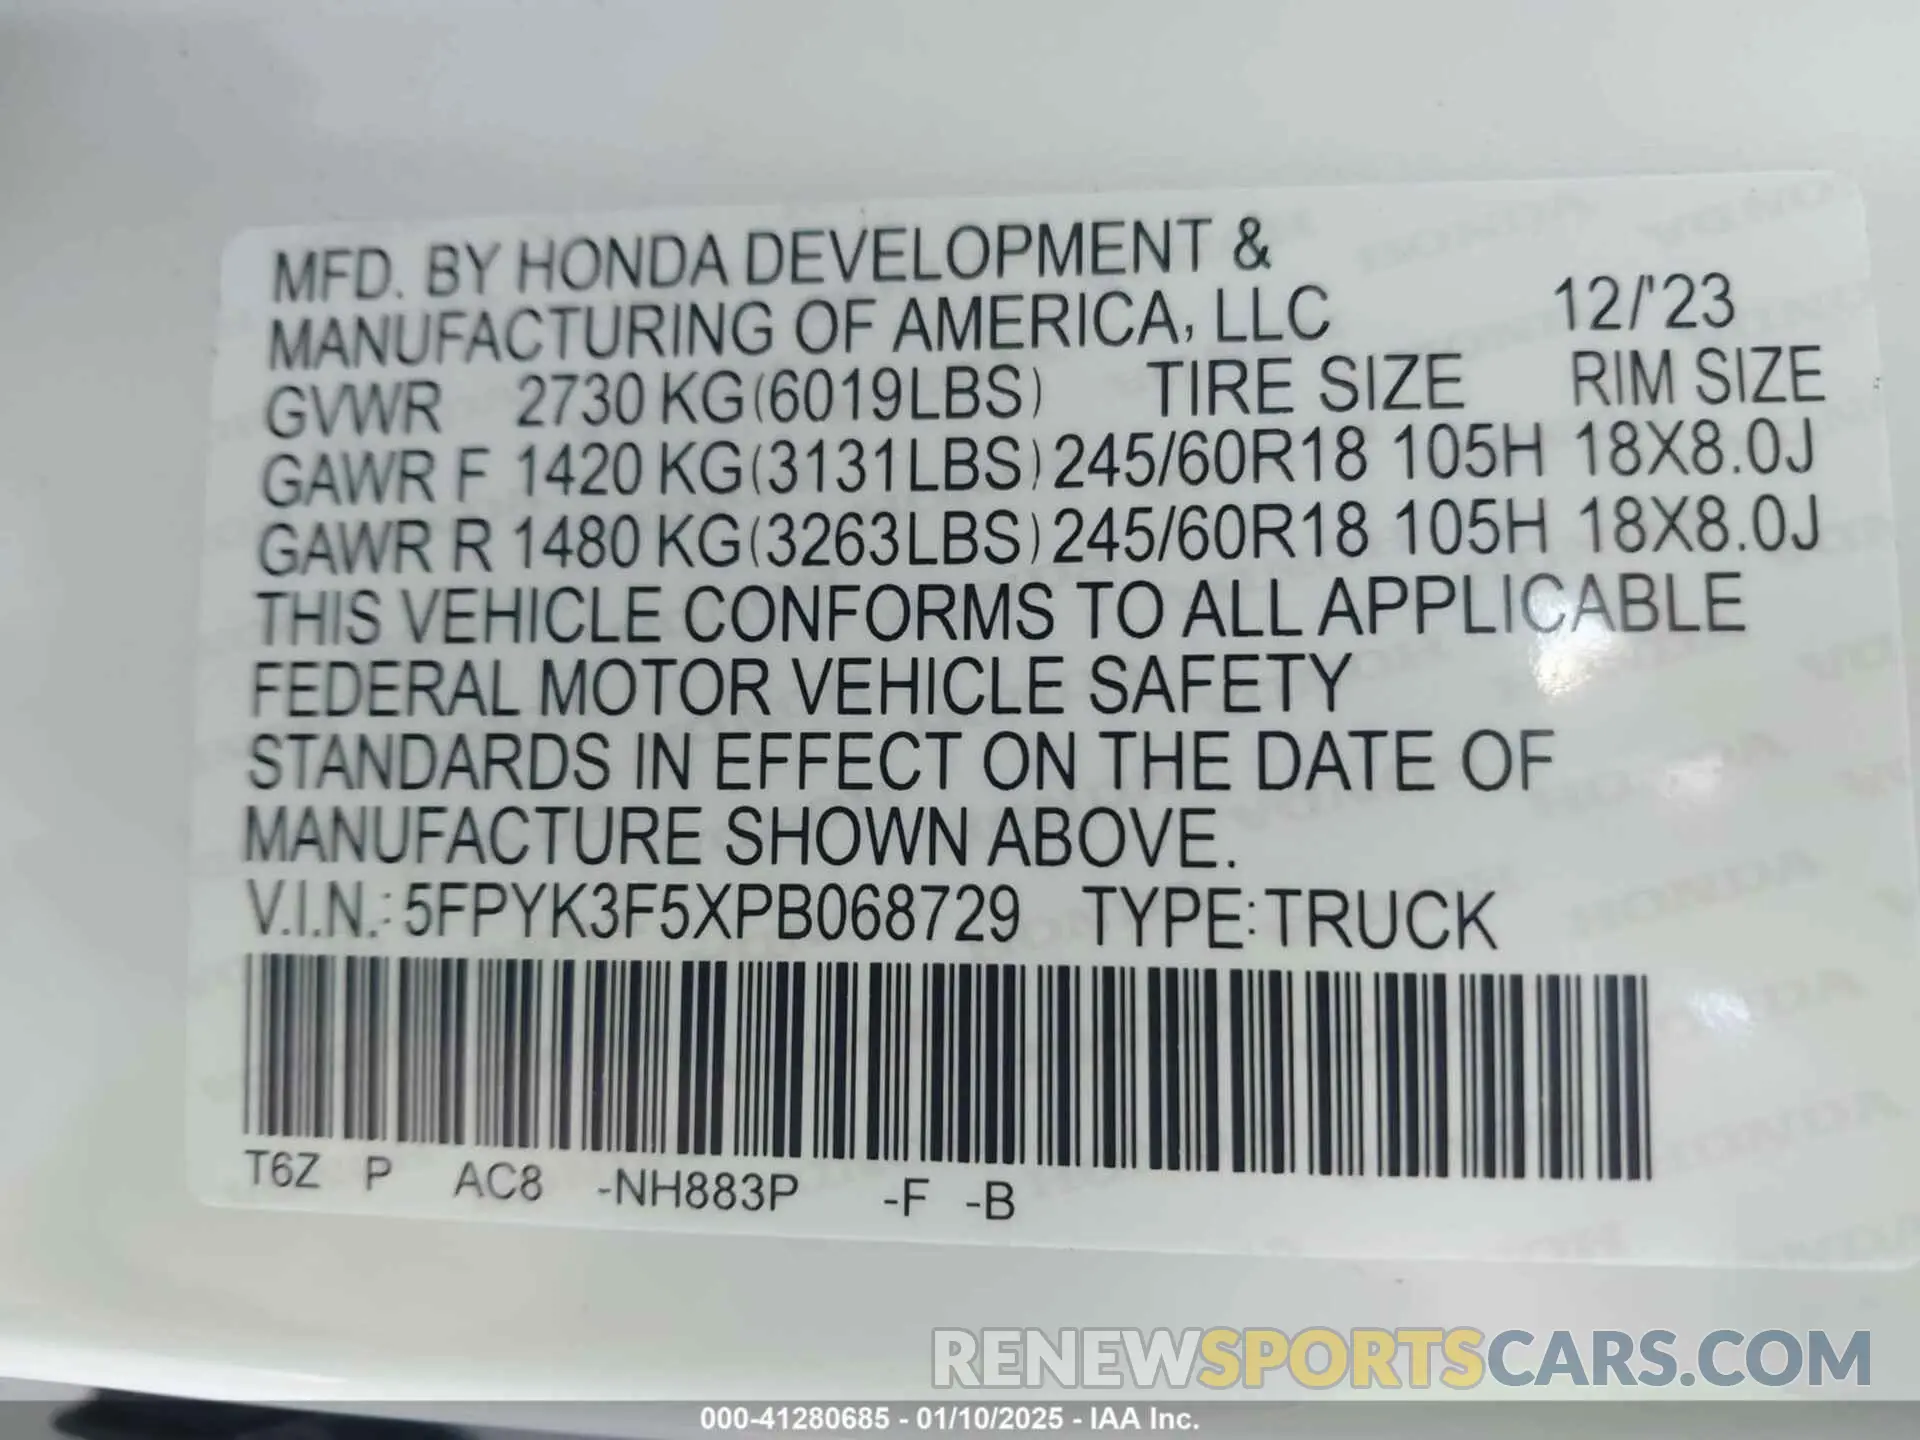 MFD. BY HONDA DEVELOPMENT &
MANUFACTURING OF AMERICA, LLC 12/'23
GVWR 2730 KG(6019LBS) TIRE SIZE RIM SIZE
GAWR F 1420 KG(3131LBS) 245/60R18 105H 18X8.0J
GAWR R 1480 KG(3263LBS) 245/60R18 105H 18X8.0J
THIS VEHICLE CONFORMS TO ALL APPLICABLE
FEDERAL MOTOR VEHICLE SAFETY
STANDARDS IN EFFECT ON THE DATE OF
MANUFACTURE SHOWN ABOVE.
V.I.N.: 5FPYK3F5XPB068729 TYPE: TRUCK
T6Z P AC8 -NH883P -F -B
RENEWSPORTSCARS.COM
000-41280685 - 01/10/2025 - IAA Inc.